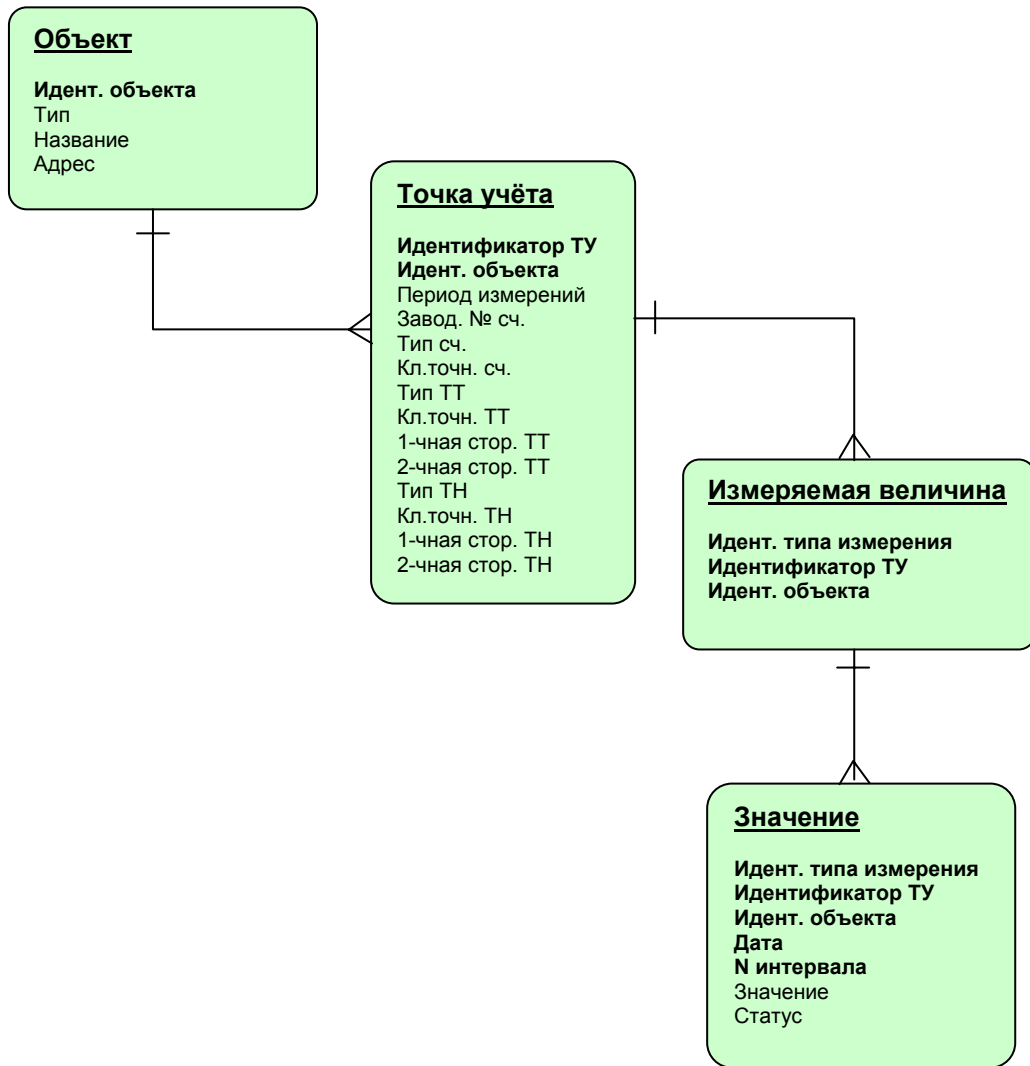 Объект
Идент. объекта
Тип
Название
Адрес
Точка учёта
Идентификатор ТУ
Идент. объекта
Период измерений
Завод. № сч.
Тип сч.
Кл.точн. сч.
Тип ТТ
Кл.точн. ТТ
1-чная стор. ТТ
2-чная стор. ТТ
Тип ТН
Кл.точн. ТН
1-чная стор. ТН
2-чная стор. ТН
Измеряемая величина
Идент. типа измерения
Идентификатор ТУ
Идент. объекта
Значение
Идент. типа измерения
Идентификатор ТУ
Идент. объекта
Дата
N интервала
Значение
Статус